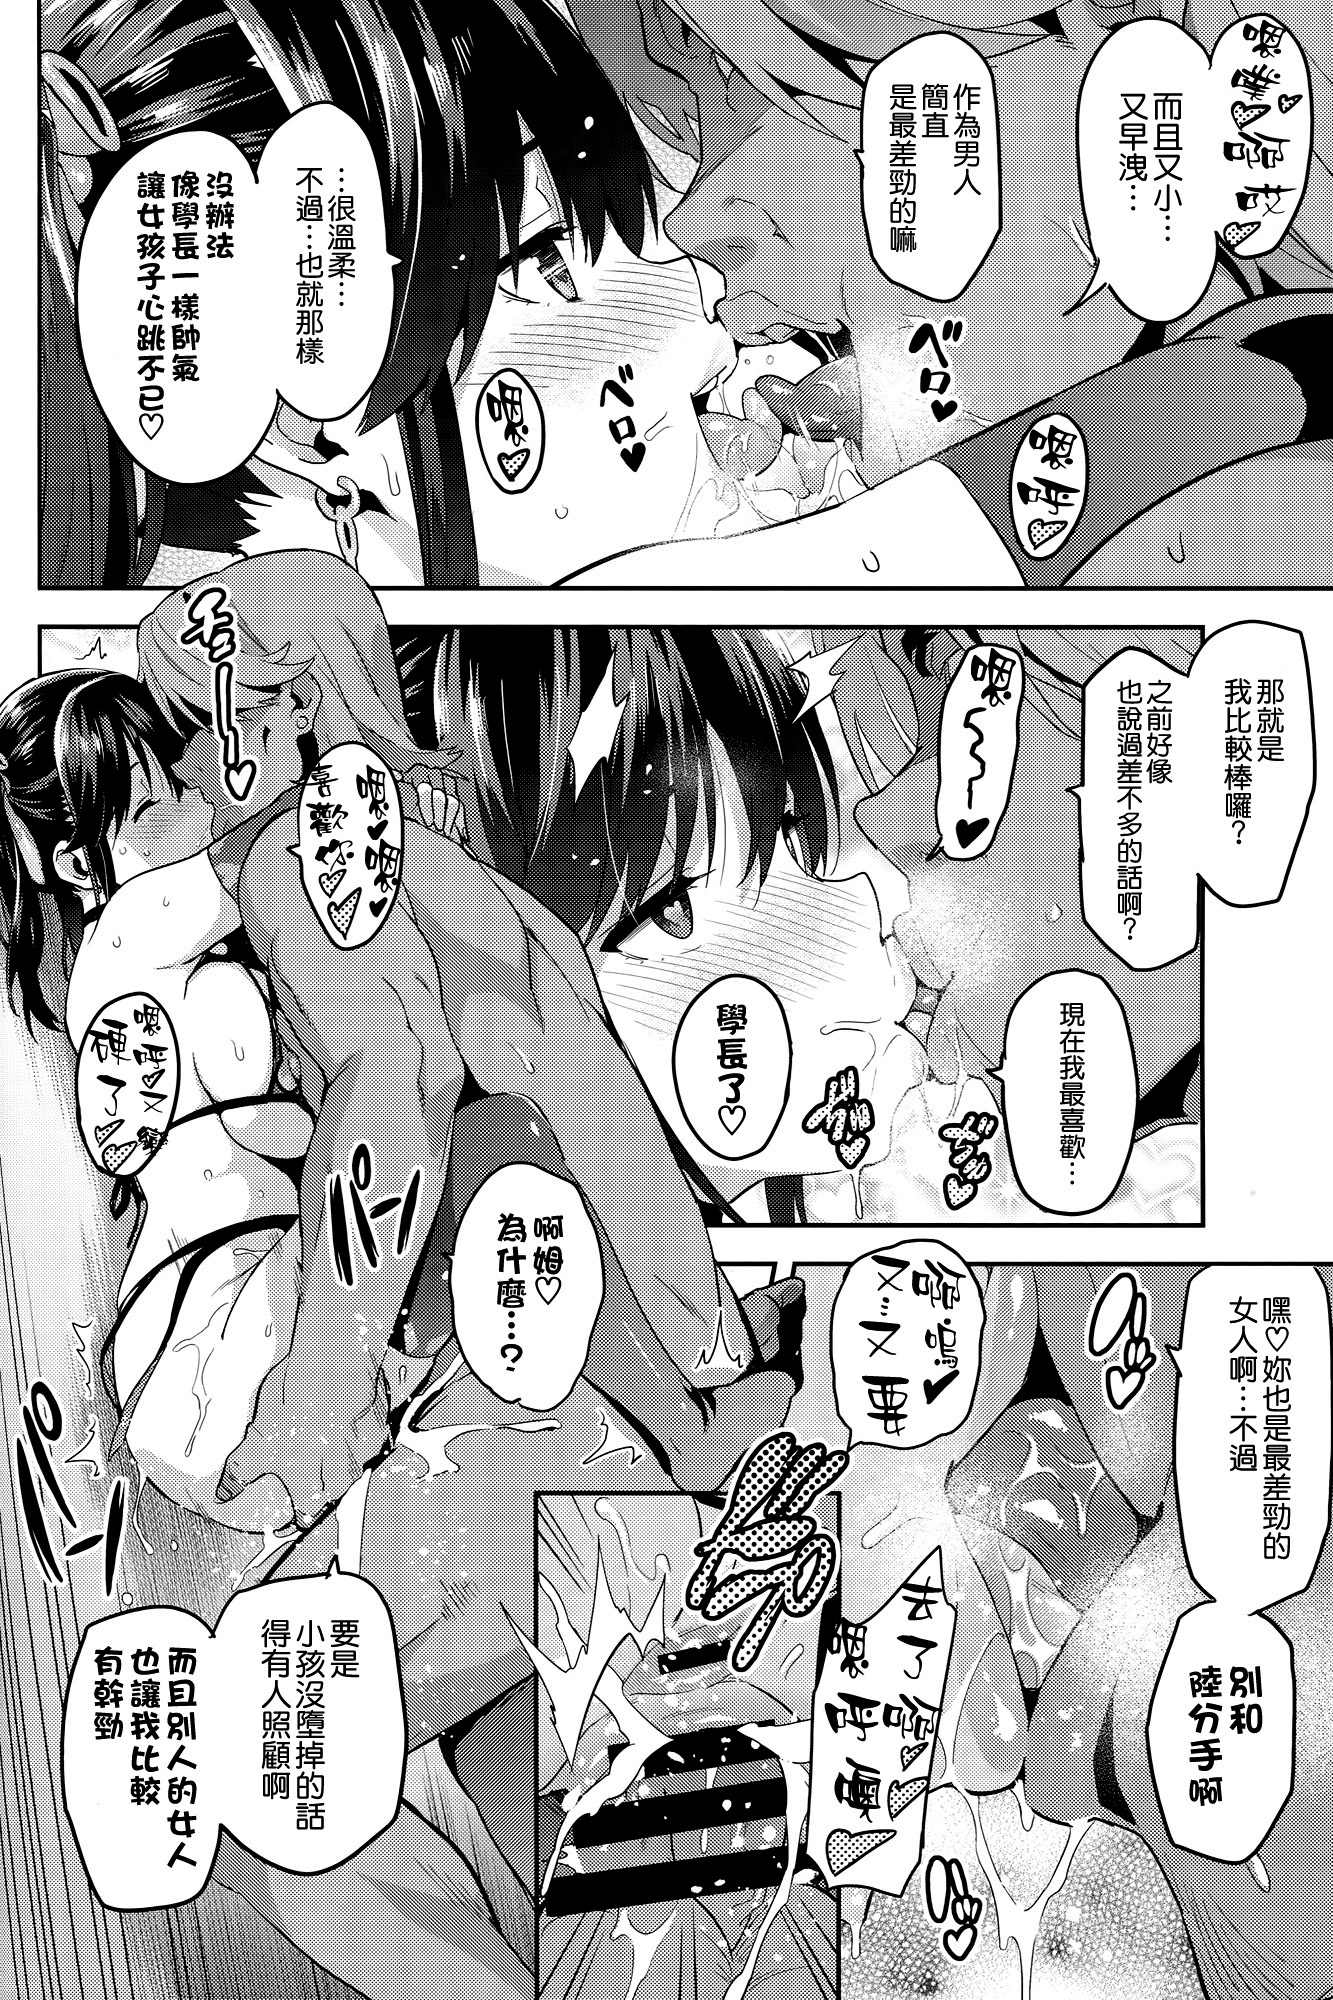 嗯
而且又小…
又早洩…
作為男人
簡直
是最差勁的嘛
…很溫柔…
不過…也就那樣
沒辦法
像學長一樣帥氣
讓女孩子心跳不已♡
ベロ♥
ベロ♥
嗯♡
嗯呼♡
那就是
我比較棒囉？
之前好像
也說過差不多的話啊？
嗯～♥
現在我最喜歡…
學長了♡
嗯♥嗯♥
喜歡你♡♡
嗯呼♡又變
硬了♡
パン
パン
啊姆♡
為什麼…？
嘿♡妳也是最差勁的
女人啊…不過
別和
陸分手啊
啊嗚♥
又…又要
去了
要是
小孩沒墮掉的話
得有人照顧啊
而且別人的女人
也讓我比較
有幹勁